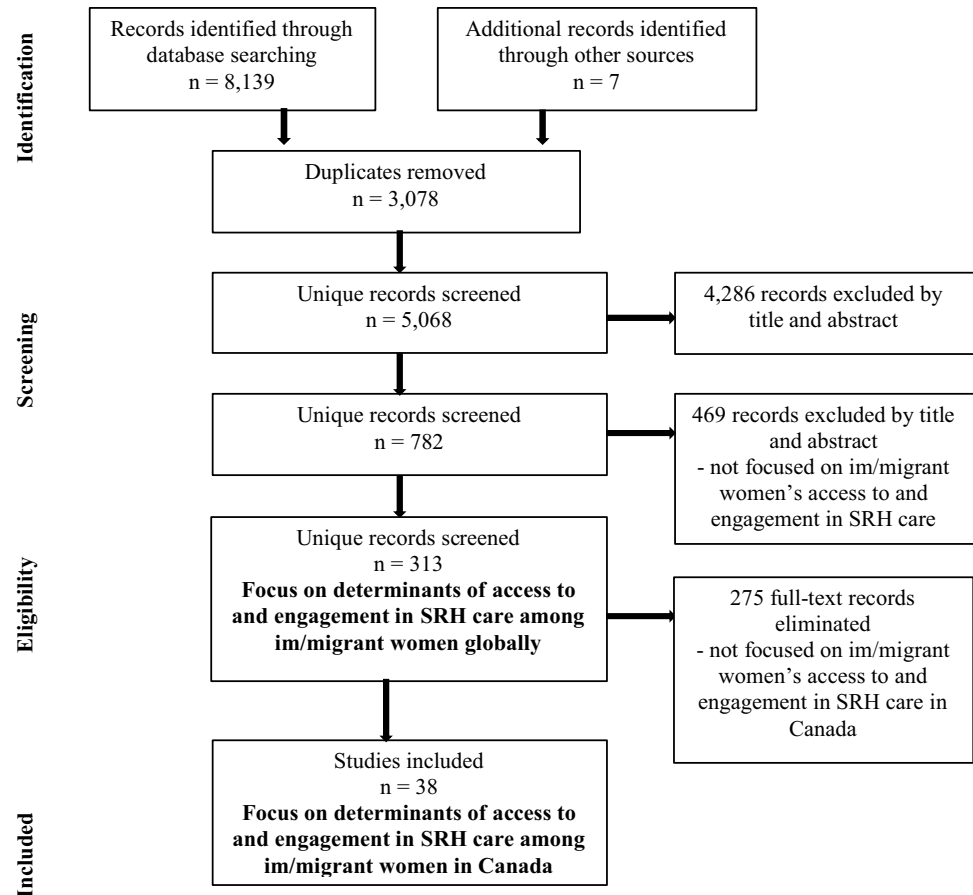 Identification
Records identified through
database searching
n = 8,139
Additional records identified
through other sources
n = 7
Duplicates removed
n = 3,078
Screening
Unique records screened
n = 5,068
4,286 records excluded by
title and abstract
Unique records screened
n = 782
469 records excluded by title
and abstract
- not focused on im/migrant
women's access to and
engagement in SRH care
Eligibility
Unique records screened
n = 313
Focus on determinants of access to
and engagement in SRH care among
im/migrant women globally
275 full-text records
eliminated
- not focused on im/migrant
women's access to and
engagement in SRH care in
Canada
Included
Studies included
n = 38
Focus on determinants of access to
and engagement in SRH care among
im/migrant women in Canada